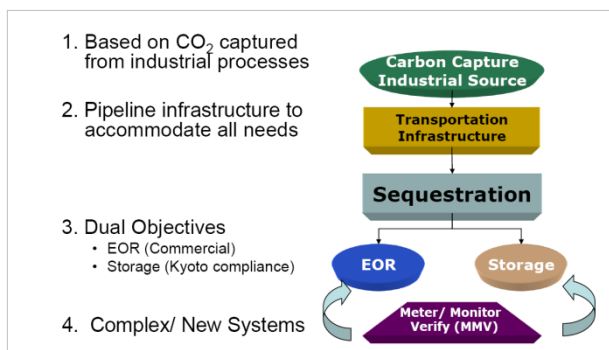 1. Based on CO₂ captured
from industrial processes
2. Pipeline infrastructure to
accommodate all needs
3. Dual Objectives
• EOR (Commercial)
• Storage (Kyoto compliance)
4. Complex/ New Systems
Carbon Capture
Industrial Source
Transportation
Infrastructure
Sequestration
EOR
Storage
Meter/ Monitor
Verify (MMV)